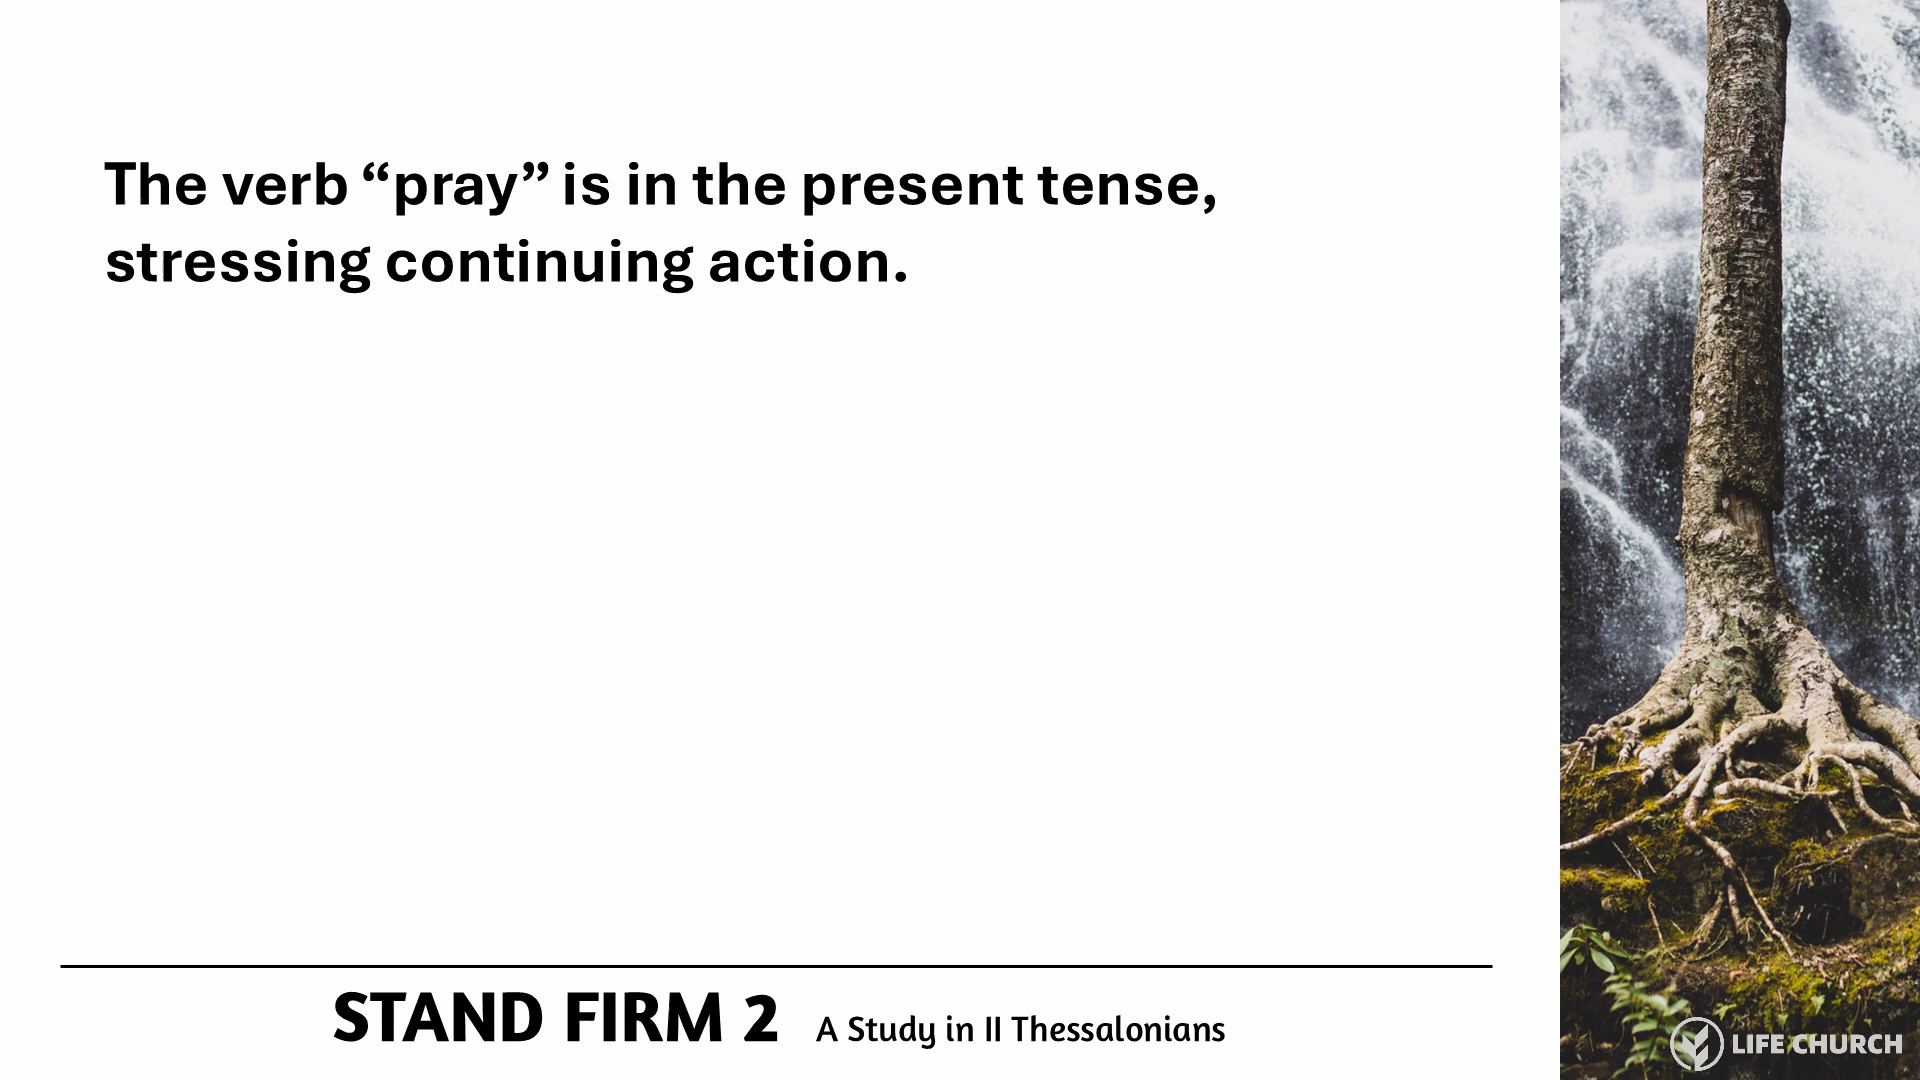 The verb “pray” is in the present tense,
stressing continuing action.
STAND FIRM 2 A Study in II Thessalonians
LIFE CHURCH